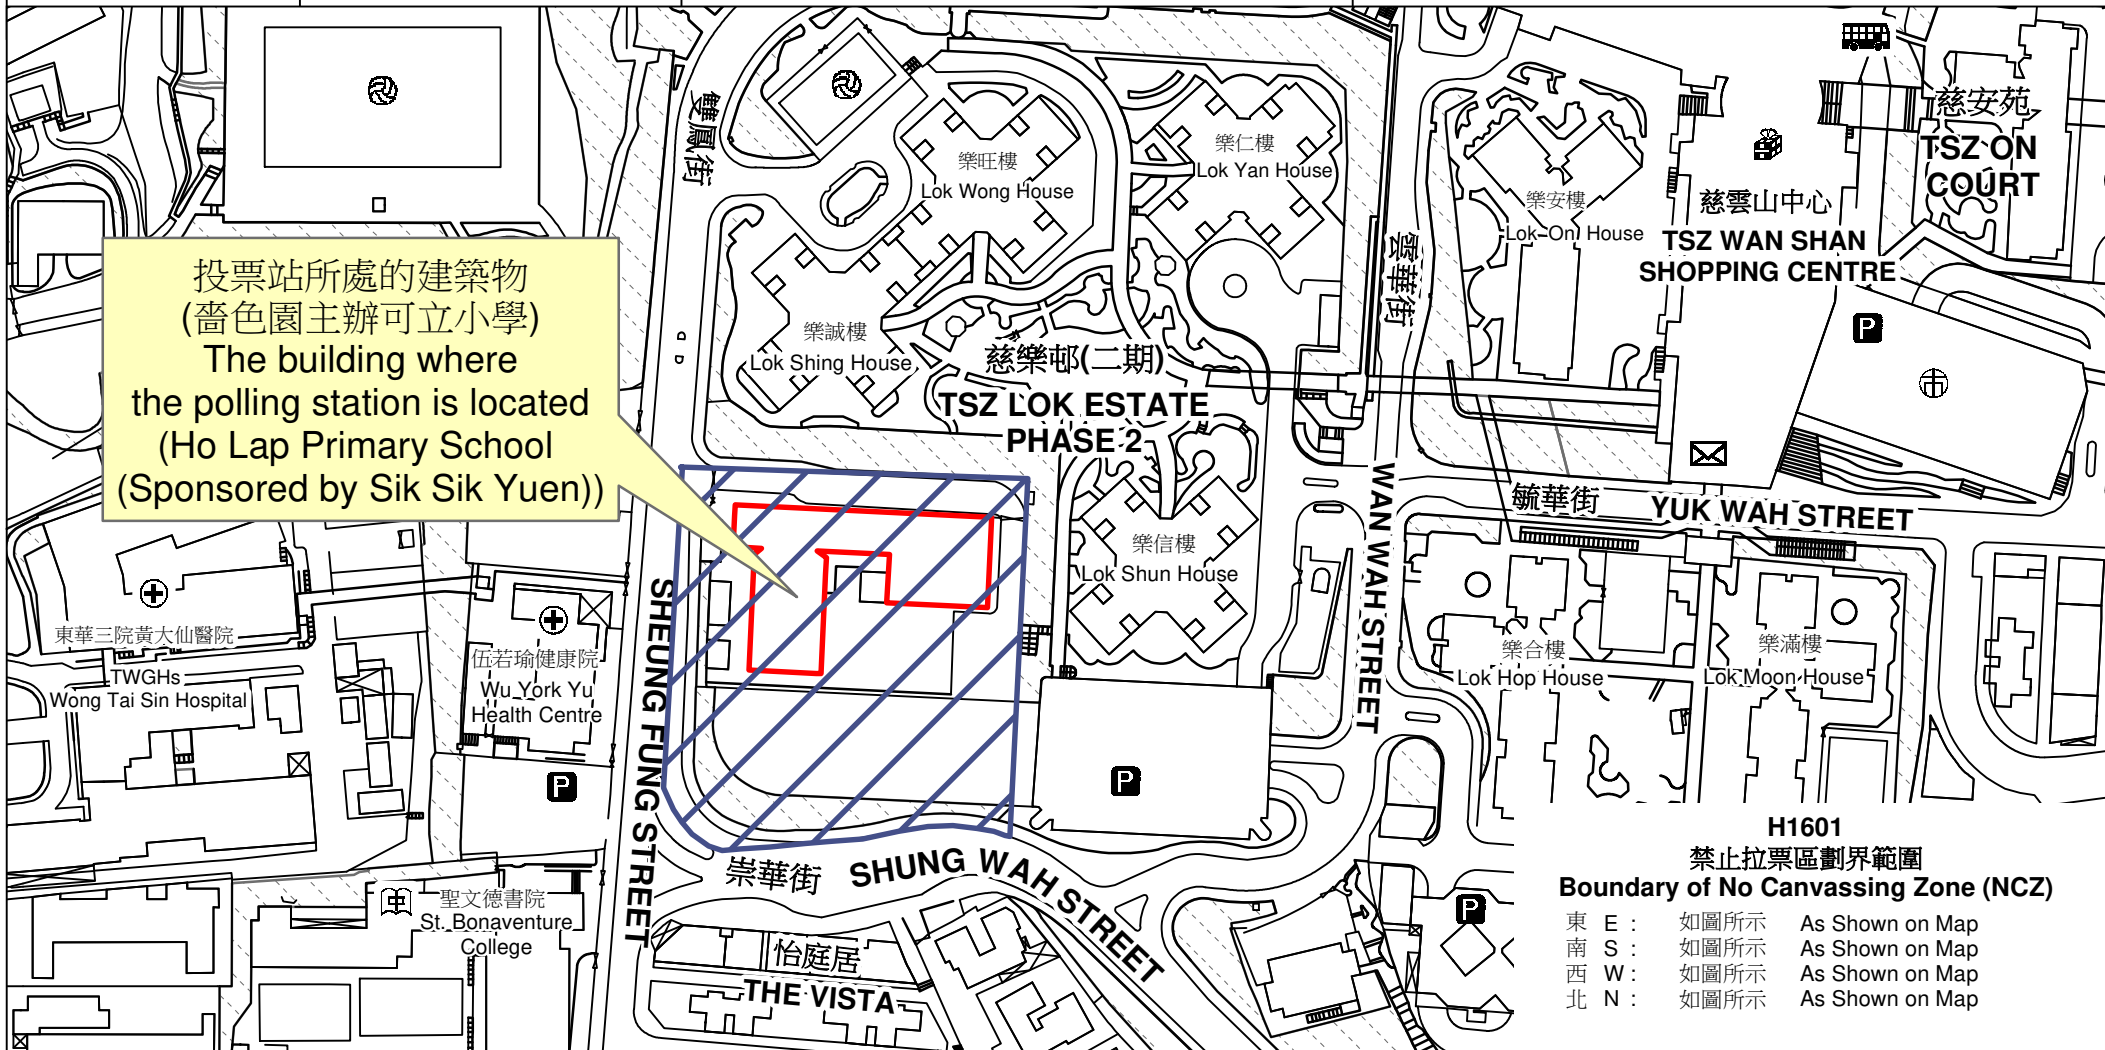 雙鳳街
樂旺樓
Lok Wong House
樂仁樓
Lok Yan House
慈安苑
TSZ ON
COURT
樂安樓
Lok On House
慈雲山中心
TSZ WAN SHAN
SHOPPING CENTRE
雲華街
投票站所處的建築物
(嗇色園主辦可立小學)
The building where
the polling station is located
(Ho Lap Primary School
(Sponsored by Sik Sik Yuen))
樂誠樓
Lok Shing House
慈樂邨(二期)
TSZ LOK ESTATE
PHASE 2
P
市
毓華街
YUK WAH STREET
WAN WAH STREET
樂信樓
Lok Shun House
東華三院黃大仙醫院
TWGHs
Wong Tai Sin Hospital
伍若瑜健康院
Wu York Yu
Health Centre
SHEUNG FUNG STREET
樂合樓
Lok Hop House
樂滿樓
Lok Moon House
P
P
崇華街
SHUNG WAH STREET
聖文德書院
St. Bonaventure
College
怡庭居
THE VISTA
P
H1601
禁止拉票區劃界範圍
Boundary of No Canvassing Zone (NCZ)
東 E : 如圖所示 As Shown on Map
南 S : 如圖所示 As Shown on Map
西 W : 如圖所示 As Shown on Map
北 N : 如圖所示 As Shown on Map